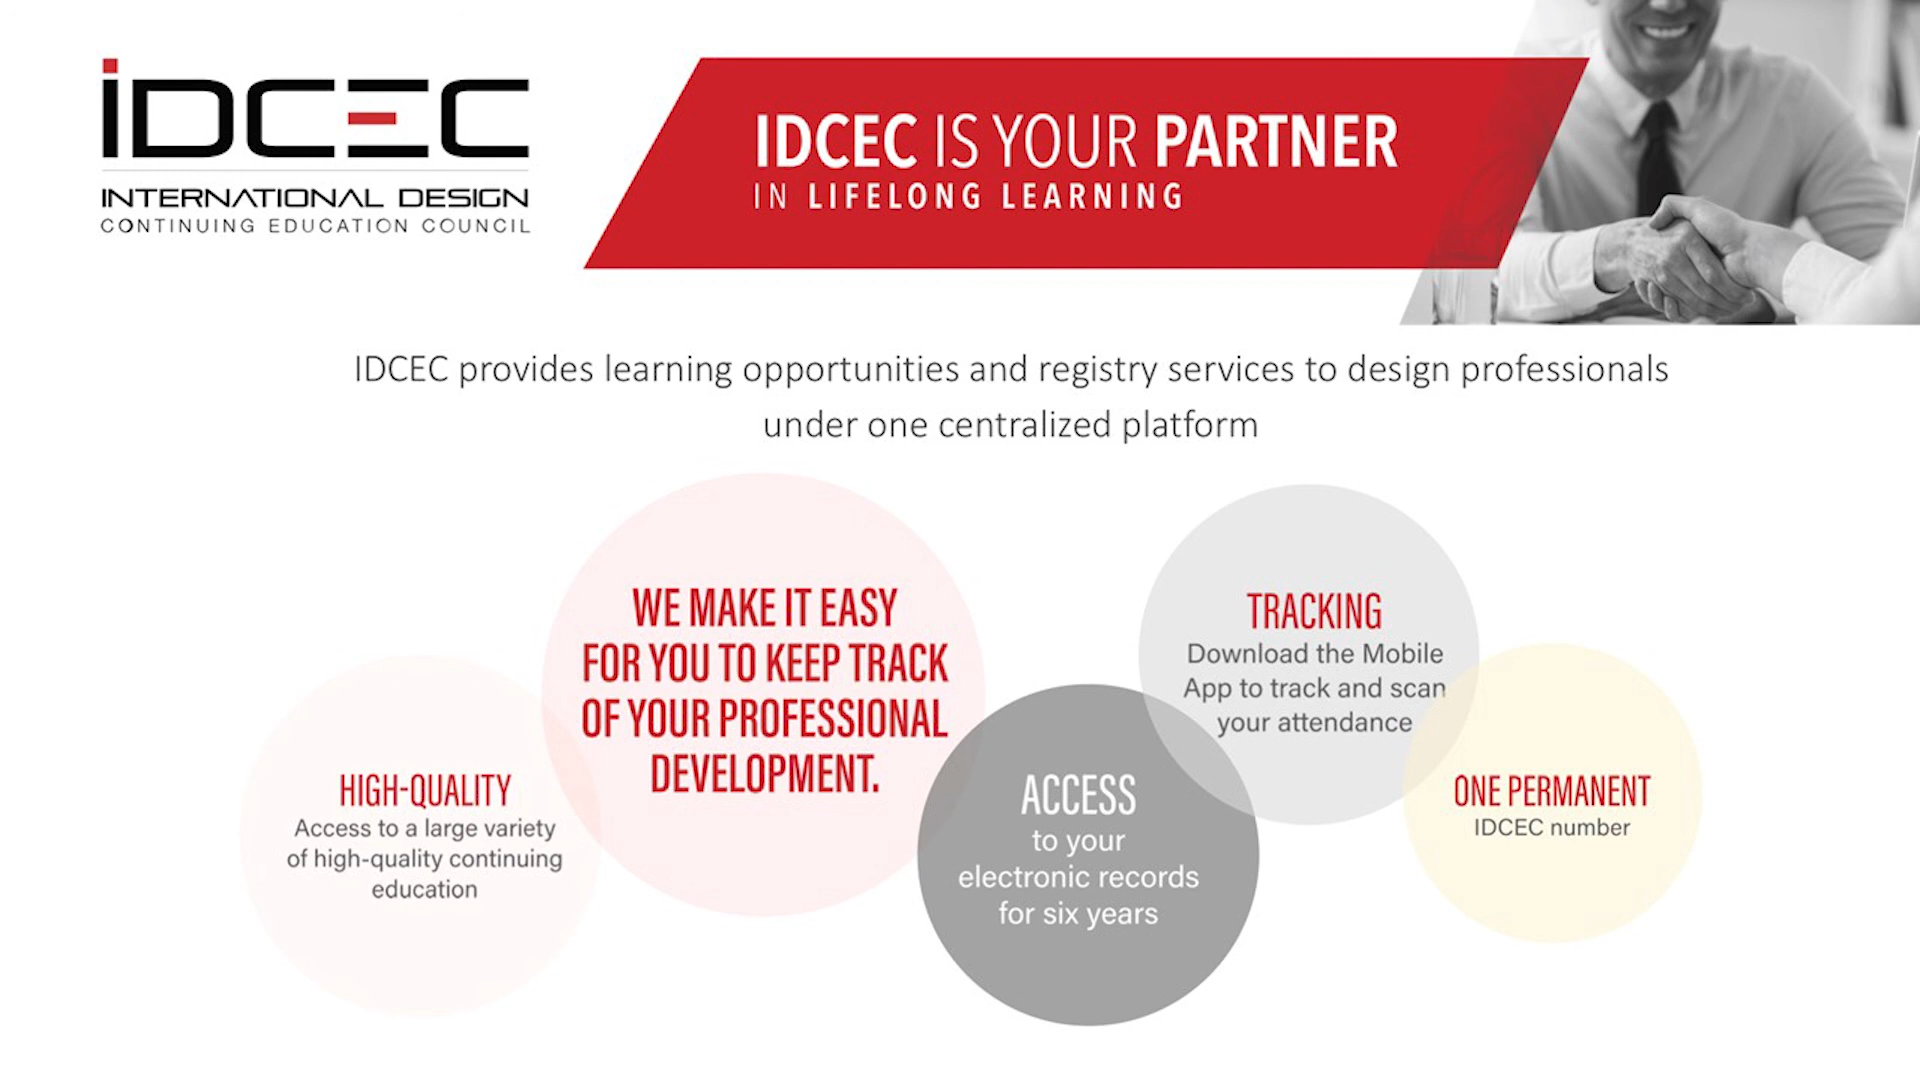 iDCEC
INTERNATIONAL DESIGN
CONTINUING EDUCATION COUNCIL
IDCEC IS YOUR PARTNER
IN LIFELONG LEARNING
IDCEC provides learning opportunities and registry services to design professionals
under one centralized platform
HIGH-QUALITY
Access to a large variety
of high-quality continuing
education
WE MAKE IT EASY
FOR YOU TO KEEP TRACK
OF YOUR PROFESSIONAL
DEVELOPMENT.
ACCESS
to your
electronic records
for six years
TRACKING
Download the Mobile
App to track and scan
your attendance
ONE PERMANENT
IDCEC number